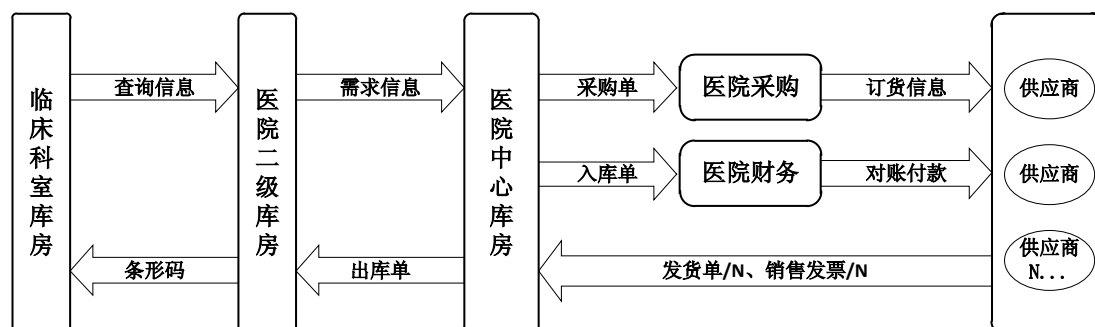 临床科室库房
查询信息
条形码
医院二级库房
需求信息
出库单
医院中心库房
采购单
医院采购
订货信息
入库单
医院财务
对账付款
发货单/N、销售发票/N
供应商
供应商
供应商
N...